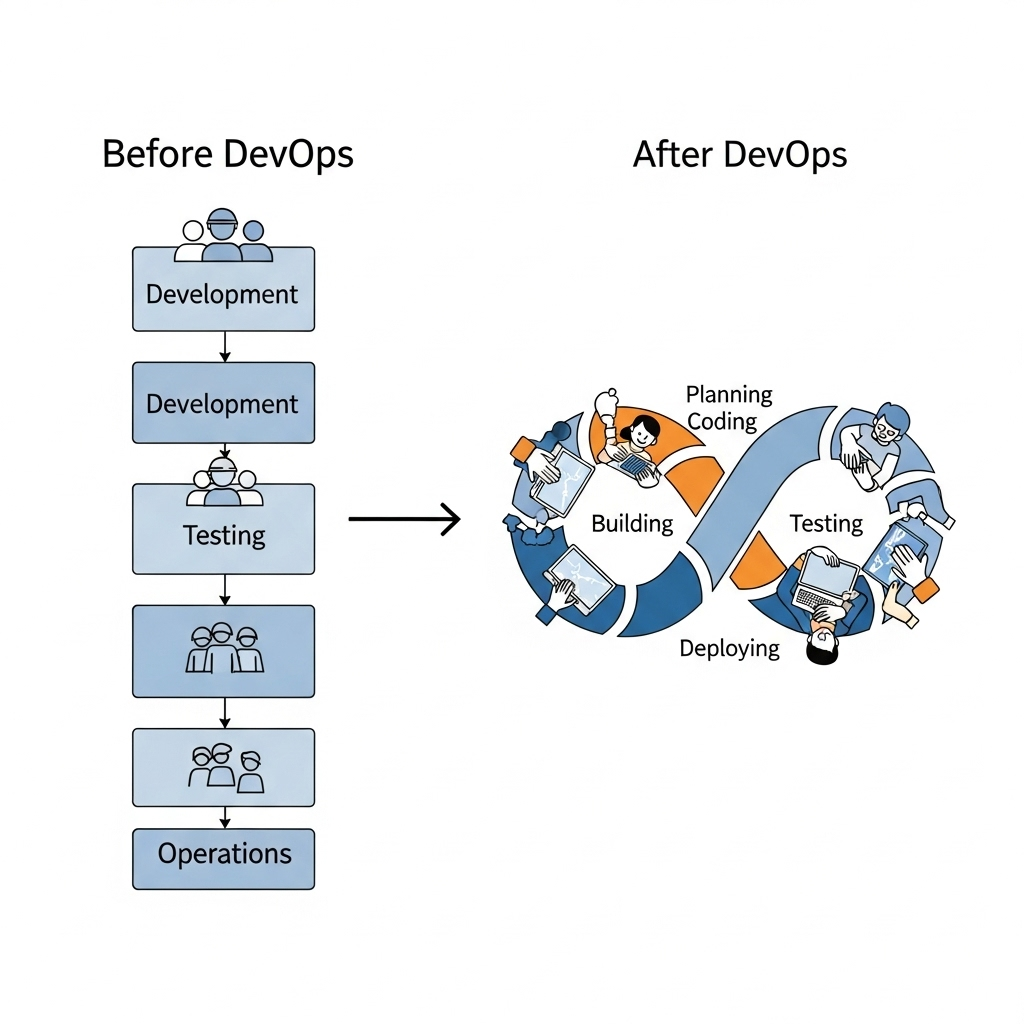 Before DevOps
Development
Development
Testing
Operations
After DevOps
Planning
Coding
Building
Testing
Deploying